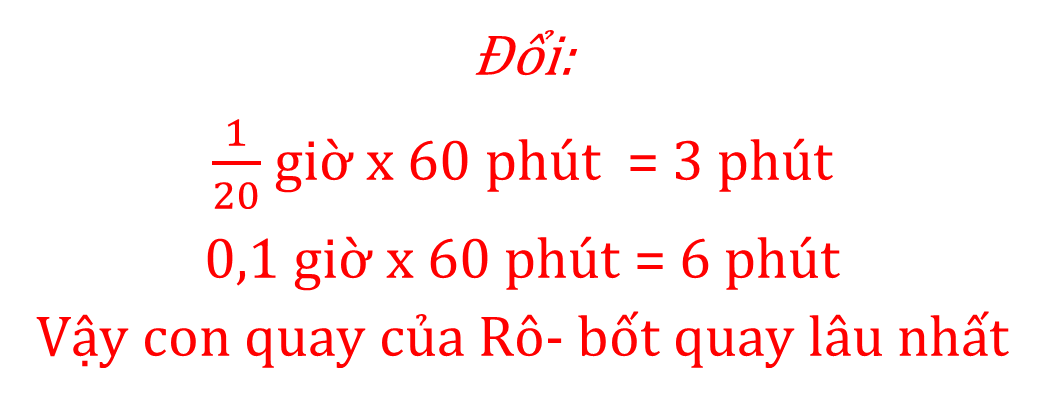 Đổi:
1/20 giờ x 60 phút = 3 phút
0,1 giờ x 60 phút = 6 phút
Vậy con quay của Rô- bốt quay lâu nhất